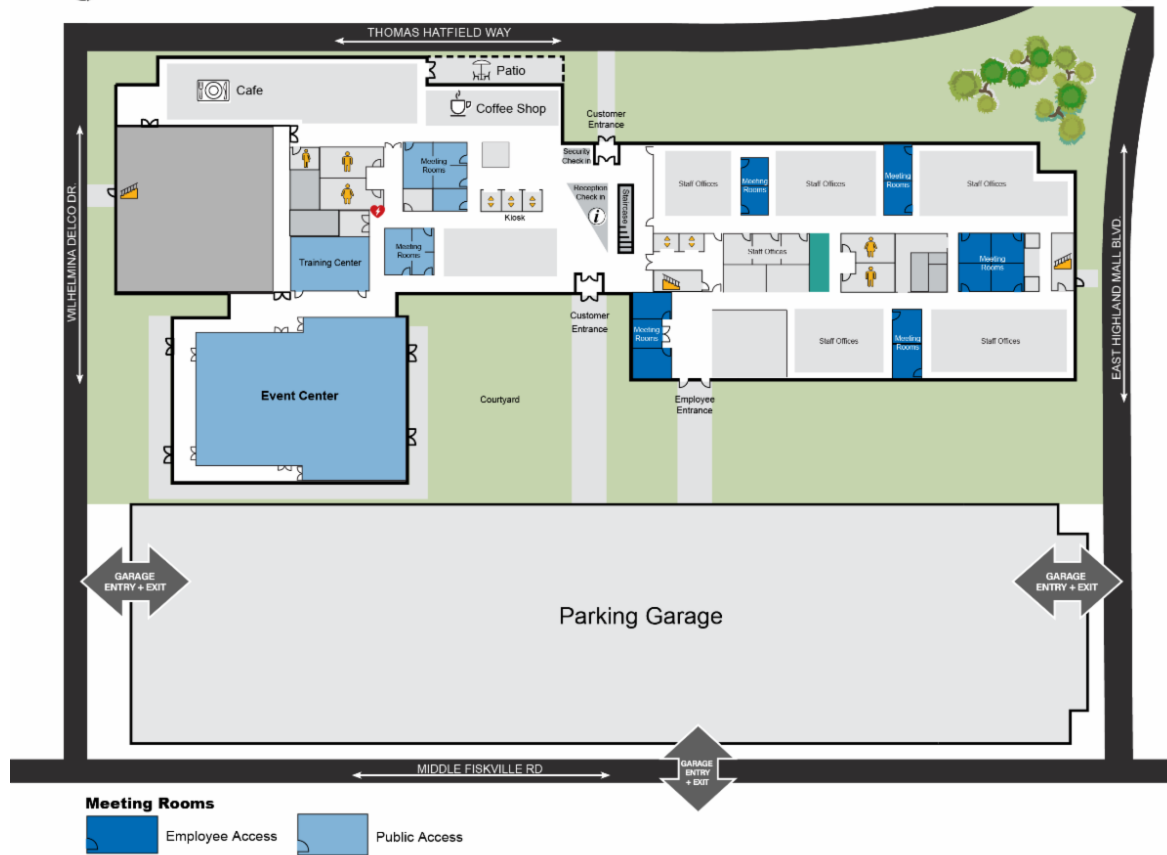 THOMAS HATFIELD WAY
Patio
Cafe
Coffee Shop
Customer
Entrance
Security
Check in
Meeting
Rooms
Staff Offices
Meeting
Rooms
Staff Offices
Meeting
Rooms
Staff Offices
Reception
Check in
i
Staircase
Kiosk
WILHELMINA DELCO DR.
EAST HIGHLAND MALL BLVD.
Training Center
Meeting
Rooms
Staff Offices
Meeting
Rooms
Customer
Entrance
Meeting
Rooms
Staff Offices
Meeting
Rooms
Staff Offices
Event Center
Courtyard
Employee
Entrance
GARAGE
ENTRY + EXIT
GARAGE
ENTRY + EXIT
Parking Garage
MIDDLE FISKVILLE RD
GARAGE
ENTRY
+ EXIT
Meeting Rooms
Employee Access
Public Access